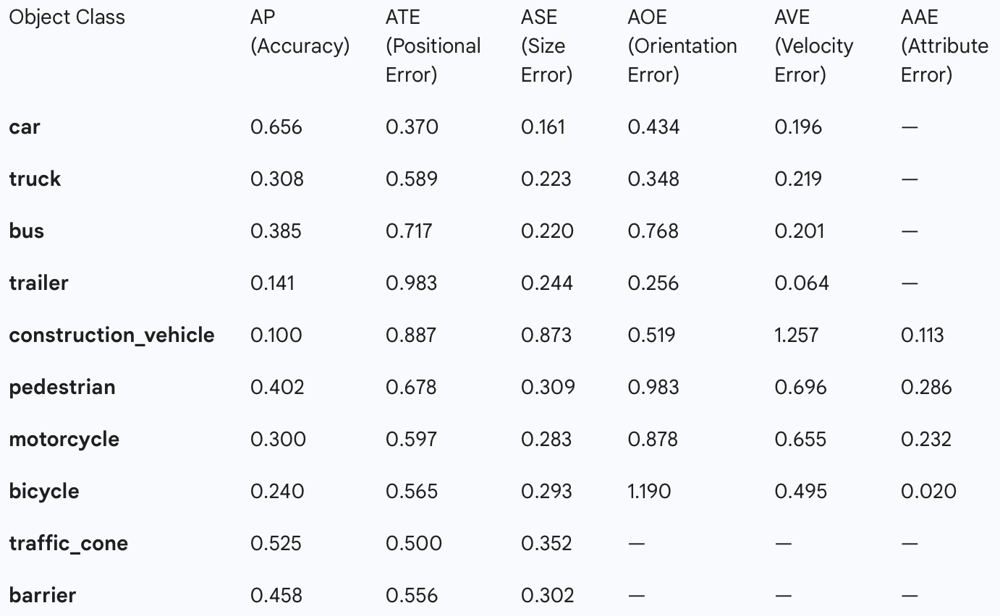 Object Class AP (Accuracy) ATE (Positional Error) ASE (Size Error) AOE (Orientation Error) AVE (Velocity Error) AAE (Attribute Error)
car 0.656 0.370 0.161 0.434 0.196 —
truck 0.308 0.589 0.223 0.348 0.219 —
bus 0.385 0.717 0.220 0.768 0.201 —
trailer 0.141 0.983 0.244 0.256 0.064 —
construction_vehicle 0.100 0.887 0.873 0.519 1.257 0.113
pedestrian 0.402 0.678 0.309 0.983 0.696 0.286
motorcycle 0.300 0.597 0.283 0.878 0.655 0.232
bicycle 0.240 0.565 0.293 1.190 0.495 0.020
traffic_cone 0.525 0.500 0.352 — — —
barrier 0.458 0.556 0.302 — — —